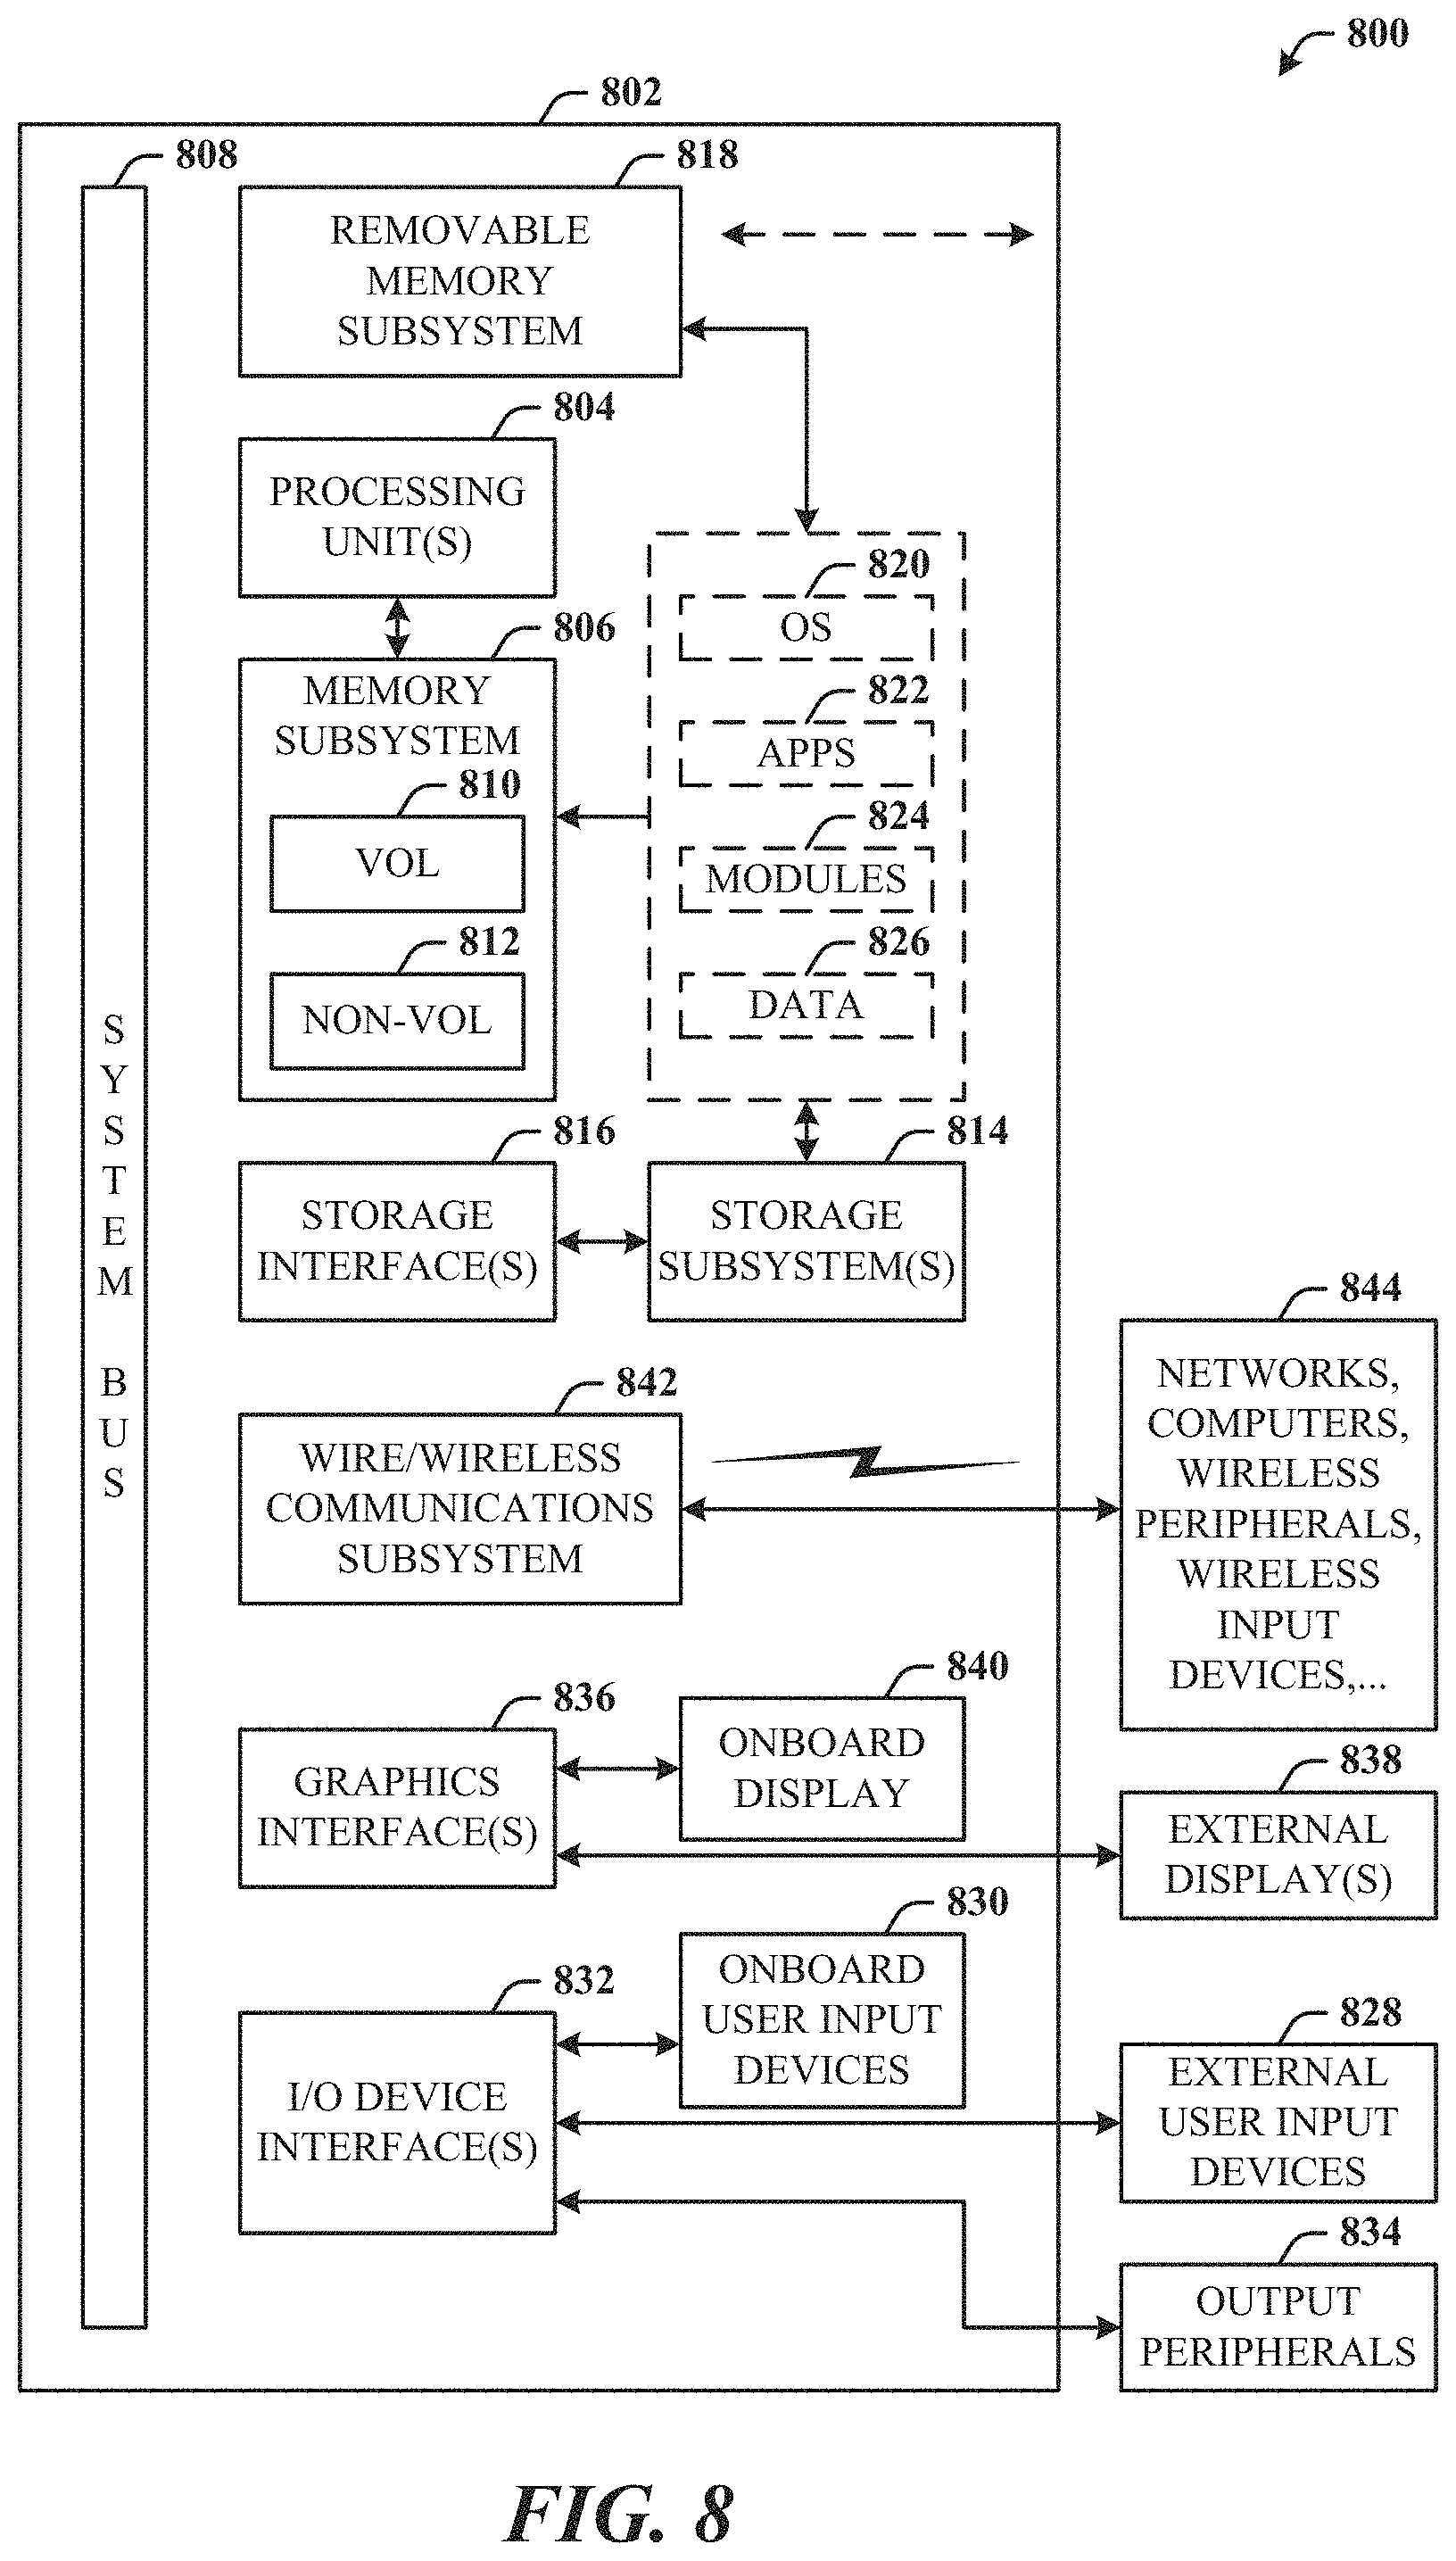 800
802
808
818
REMOVABLE
MEMORY
SUBSYSTEM
804
PROCESSING
UNIT(S)
806
MEMORY
SUBSYSTEM
810
VOL
812
NON-VOL
820
OS
822
APPS
824
MODULES
826
DATA
816
STORAGE
INTERFACE(S)
814
STORAGE
SUBSYSTEM(S)
SYSTEM BUS
842
WIRE/WIRELESS
COMMUNICATIONS
SUBSYSTEM
844
NETWORKS,
COMPUTERS,
WIRELESS
PERIPHERALS,
WIRELESS
INPUT
DEVICES,...
836
GRAPHICS
INTERFACE(S)
840
ONBOARD
DISPLAY
838
EXTERNAL
DISPLAY(S)
832
I/O DEVICE
INTERFACE(S)
830
ONBOARD
USER INPUT
DEVICES
828
EXTERNAL
USER INPUT
DEVICES
834
OUTPUT
PERIPHERALS
FIG. 8